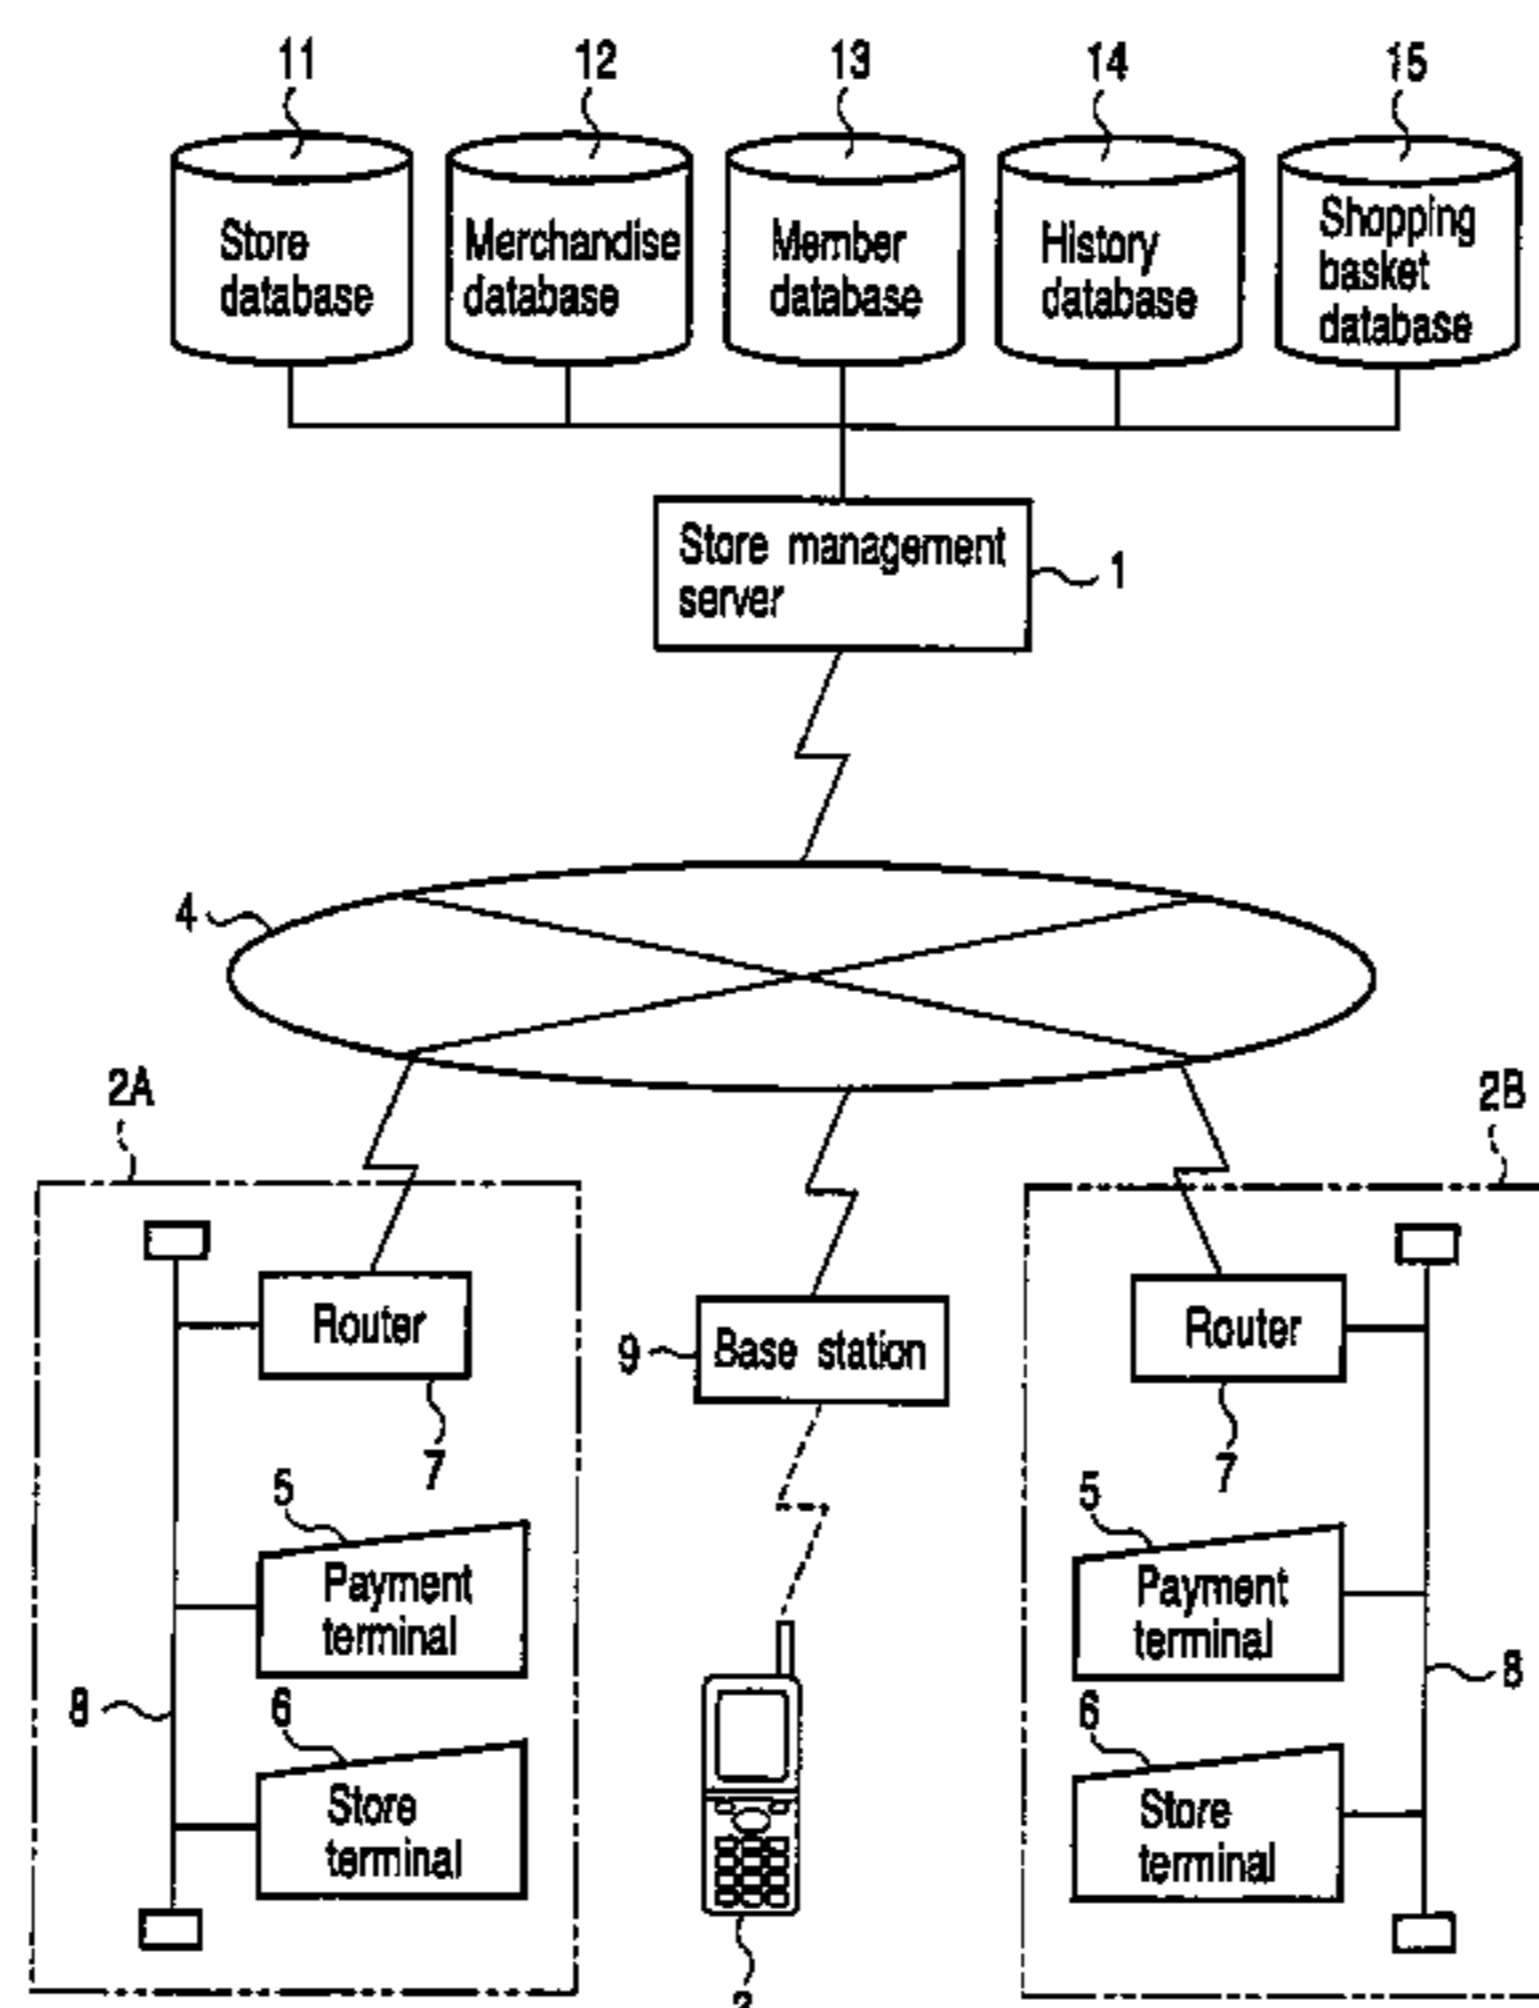 11 12 13 14 15
Store Merchandise Member History Shopping
database database database database basket
database
Store management
server
1
4
2A 2B
Router 9 Base station Router
7 7
5 5
Payment Payment
terminal terminal
8 8
6 6
Store Store
terminal terminal